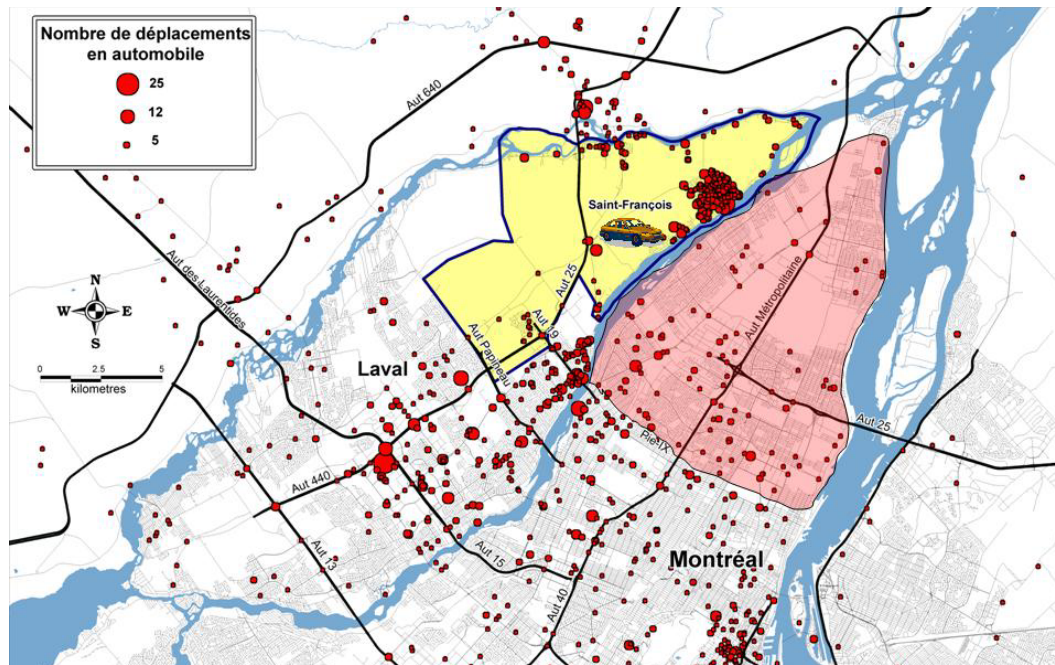 Nombre de déplacements
en automobile
25
12
5
Aut 640
Saint-François
Aut des Laurentides
Aut 25
Aut Métropolitaine
N
W E
S
Aut 19
Aut Papineau
Laval
0 2.5 5
kilometres
Aut 25
Pie-IX
Aut 440
Aut 13
Aut 15
Montréal
Aut 40